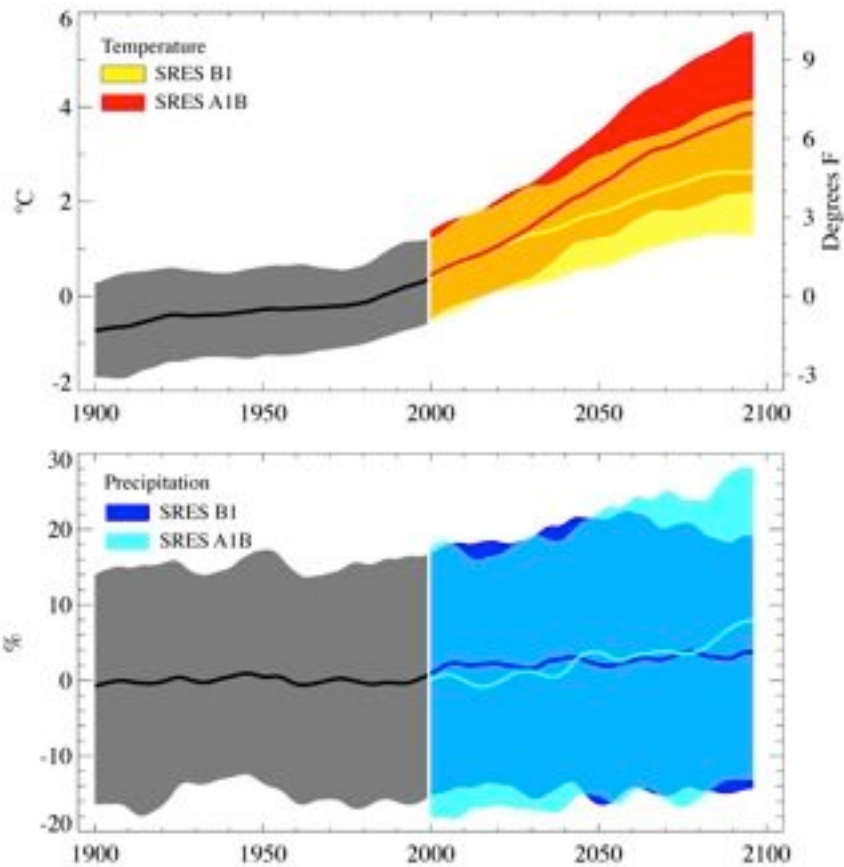 6
Temperature
SRES B1
SRES A1B
9
4
6
°C
2
3
Degrees F
0
0
-2
-3
1900 1950 2000 2050 2100
30
Precipitation
SRES B1
SRES A1B
20
10
%
0
-10
-20
1900 1950 2000 2050 2100